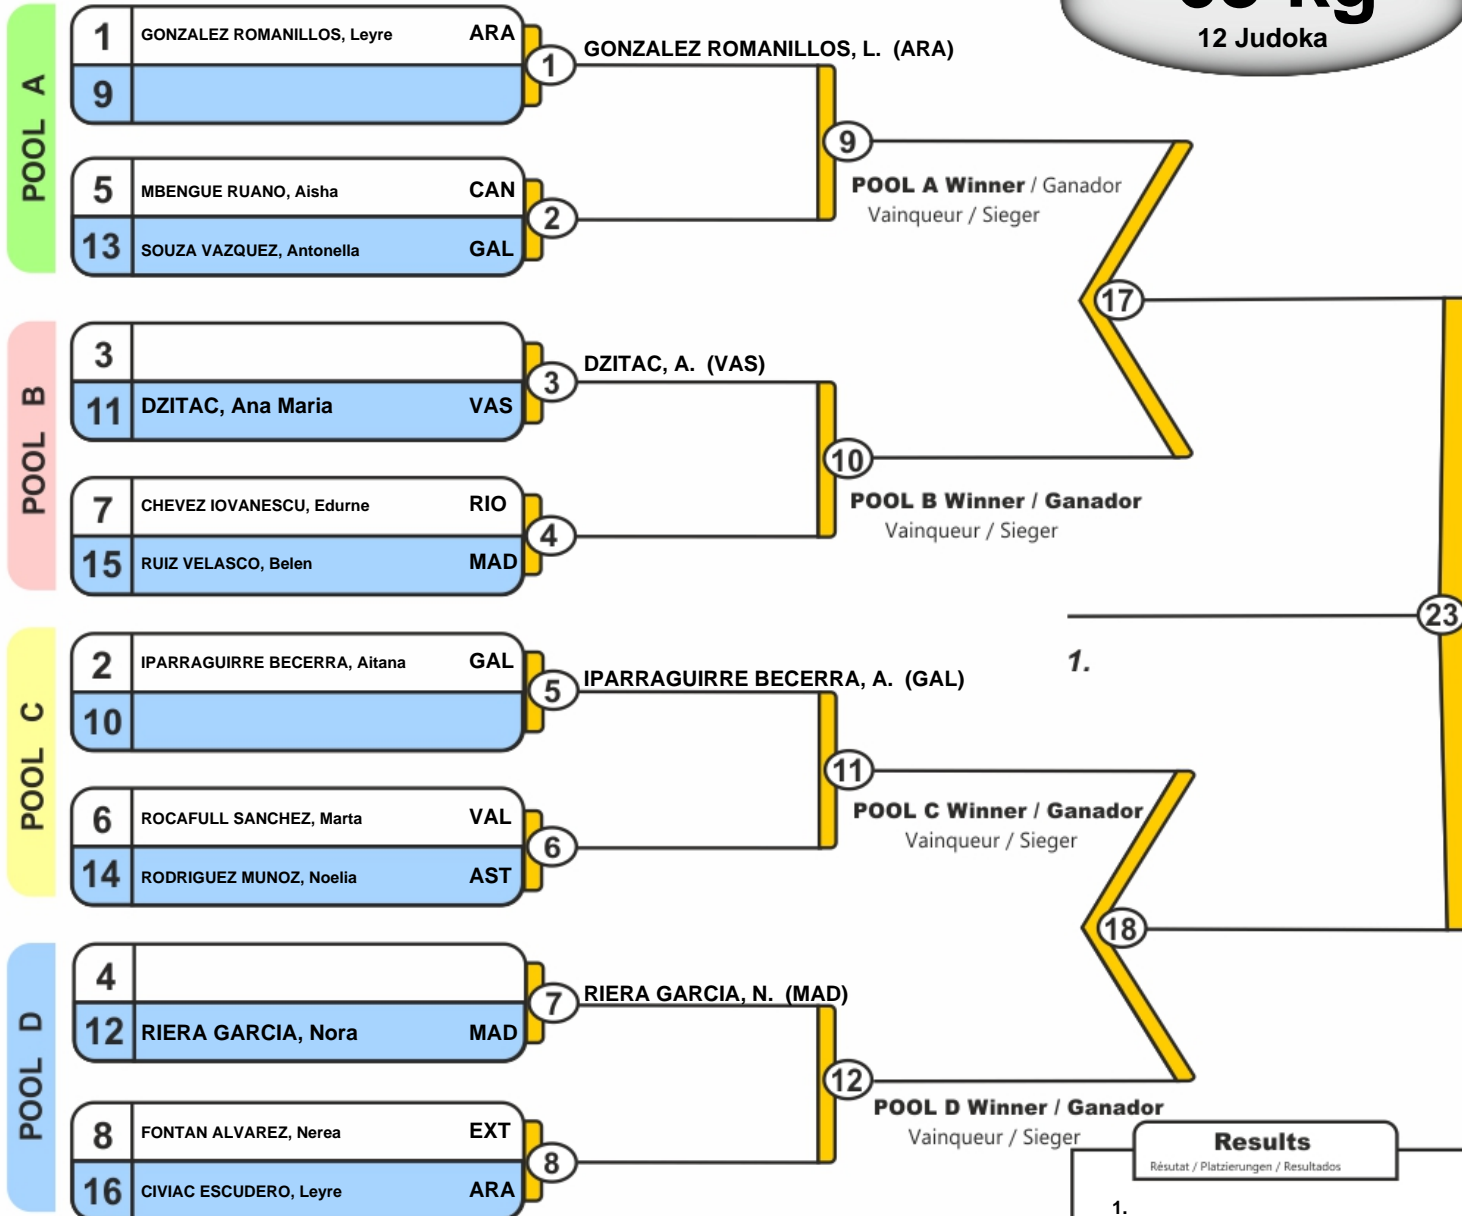 kg
12 Judoka
POOL A
1 GONZALEZ ROMANILLOS, Leyre ARA
9
1
GONZALEZ ROMANILLOS, L. (ARA)
5 MBENGUE RUANO, Aisha CAN
13 SOUZA VAZQUEZ, Antonella GAL
2
9
POOL A Winner / Ganador
Vainqueur / Sieger
17
POOL B
3
11 DZITAC, Ana Maria VAS
3
DZITAC, A. (VAS)
7 CHEVEZ IOVANESCU, Edurne RIO
15 RUIZ VELASCO, Belen MAD
4
10
POOL B Winner / Ganador
Vainqueur / Sieger
23
1.
POOL C
2 IPARRAGUIRRE BECERRA, Aitana GAL
10
5
IPARRAGUIRRE BECERRA, A. (GAL)
6 ROCAFULL SANCHEZ, Marta VAL
14 RODRIGUEZ MUNOZ, Noelia AST
6
11
POOL C Winner / Ganador
Vainqueur / Sieger
18
POOL D
4
12 RIERA GARCIA, Nora MAD
7
RIERA GARCIA, N. (MAD)
8 FONTAN ALVAREZ, Nerea EXT
16 CIVIAC ESCUDERO, Leyre ARA
8
12
POOL D Winner / Ganador
Vainqueur / Sieger
Results
Résutat / Platzierungen / Resultados
1.